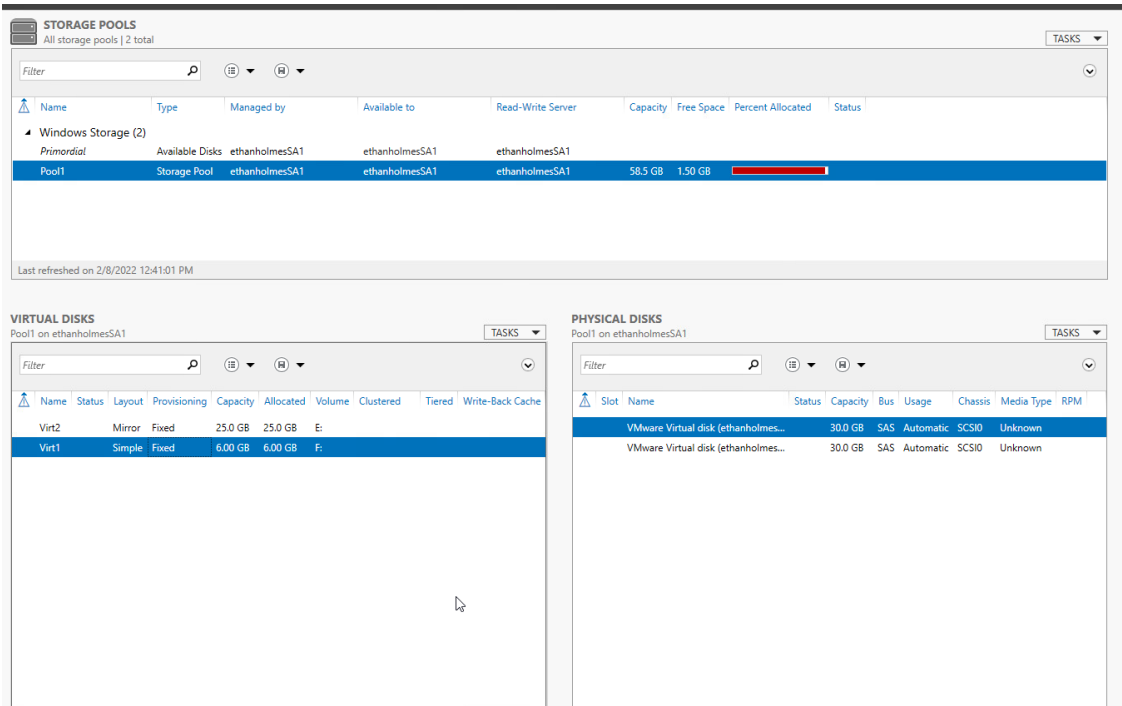 STORAGE POOLS
All storage pools | 2 total
TASKS
Filter
Name Type Managed by Available to Read-Write Server Capacity Free Space Percent Allocated Status
Windows Storage (2)
Primordial Available Disks ethanholmesSA1 ethanholmesSA1 ethanholmesSA1
Pool1 Storage Pool ethanholmesSA1 ethanholmesSA1 ethanholmesSA1 58.5 GB 1.50 GB
Last refreshed on 2/8/2022 12:41:01 PM
VIRTUAL DISKS
Pool1 on ethanholmesSA1
TASKS
Filter
Name Status Layout Provisioning Capacity Allocated Volume Clustered Tiered Write-Back Cache
Virt2 Mirror Fixed 25.0 GB 25.0 GB E:
Virt1 Simple Fixed 6.00 GB 6.00 GB F:
PHYSICAL DISKS
Pool1 on ethanholmesSA1
TASKS
Filter
Slot Name Status Capacity Bus Usage Chassis Media Type RPM
VMware Virtual disk (ethanholmes... 30.0 GB SAS Automatic SCSI0 Unknown
VMware Virtual disk (ethanholmes... 30.0 GB SAS Automatic SCSI0 Unknown